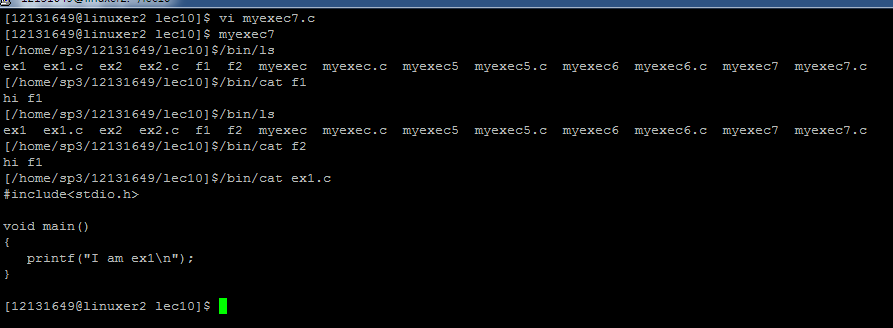 [12131649@linuxer2 lec10]$ vi myexec7.c
[12131649@linuxer2 lec10]$ myexec7
[/home/sp3/12131649/lec10]$/bin/ls
ex1  ex1.c  ex2  ex2.c  f1  f2  myexec  myexec.c  myexec5  myexec5.c  myexec6  myexec6.c  myexec7  myexec7.c
[/home/sp3/12131649/lec10]$/bin/cat f1
hi f1
[/home/sp3/12131649/lec10]$/bin/ls
ex1  ex1.c  ex2  ex2.c  f1  f2  myexec  myexec.c  myexec5  myexec5.c  myexec6  myexec6.c  myexec7  myexec7.c
[/home/sp3/12131649/lec10]$/bin/cat f2
hi f1
[/home/sp3/12131649/lec10]$/bin/cat ex1.c
#include<stdio.h>
void main()
{
   printf("I am ex1\n");
}
[12131649@linuxer2 lec10]$